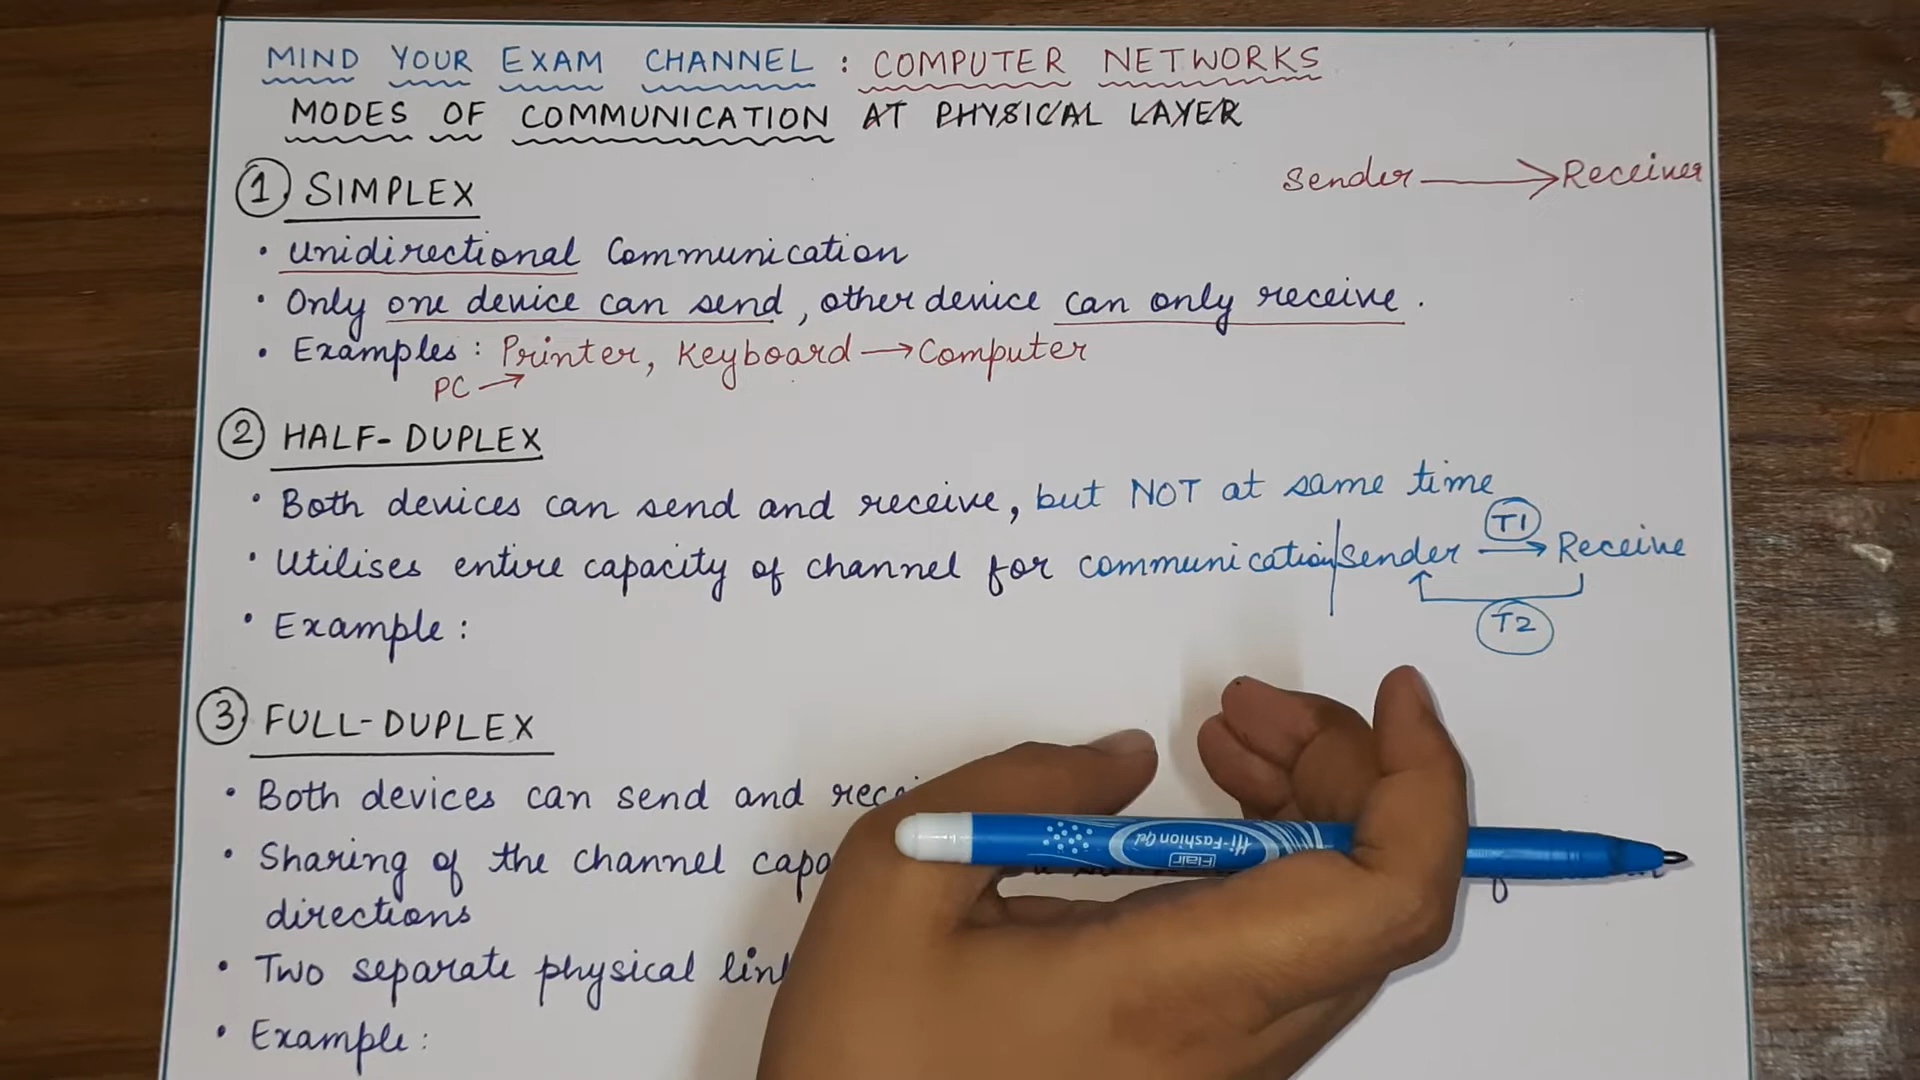 MIND YOUR EXAM CHANNEL : COMPUTER NETWORKS
MODES OF COMMUNICATION AT PHYSICAL LAYER
Sender → Receiver
① SIMPLEX
• Unidirectional Communication
• Only one device can send, other device can only receive.
• Examples : Printer, Keyboard → Computer
PC →
② HALF-DUPLEX
• Both devices can send and receive, but NOT at same time
• Utilises entire capacity of channel for communication
Sender → Receive
T1
T2
• Example :
③ FULL-DUPLEX
• Both devices can send and
• Sharing of the channel
directions
• Two separate physical
• Example :
Flair
Hi-Fashion Gel